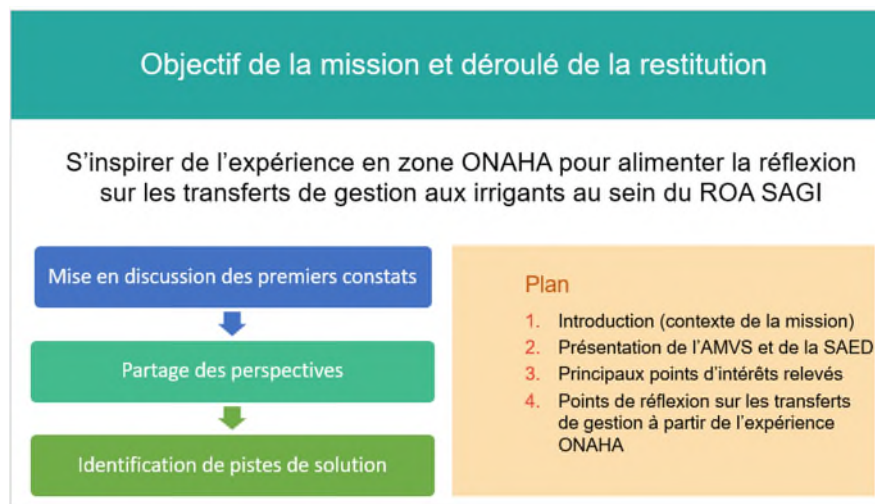 Objectif de la mission et déroulé de la restitution
S'inspirer de l'expérience en zone ONAHA pour alimenter la réflexion
sur les transferts de gestion aux irrigants au sein du ROA SAGI
Mise en discussion des premiers constats
Partage des perspectives
Identification de pistes de solution
Plan
1. Introduction (contexte de la mission)
2. Présentation de l'AMVS et de la SAED
3. Principaux points d'intérêts relevés
4. Points de réflexion sur les transferts
de gestion à partir de l'expérience
ONAHA